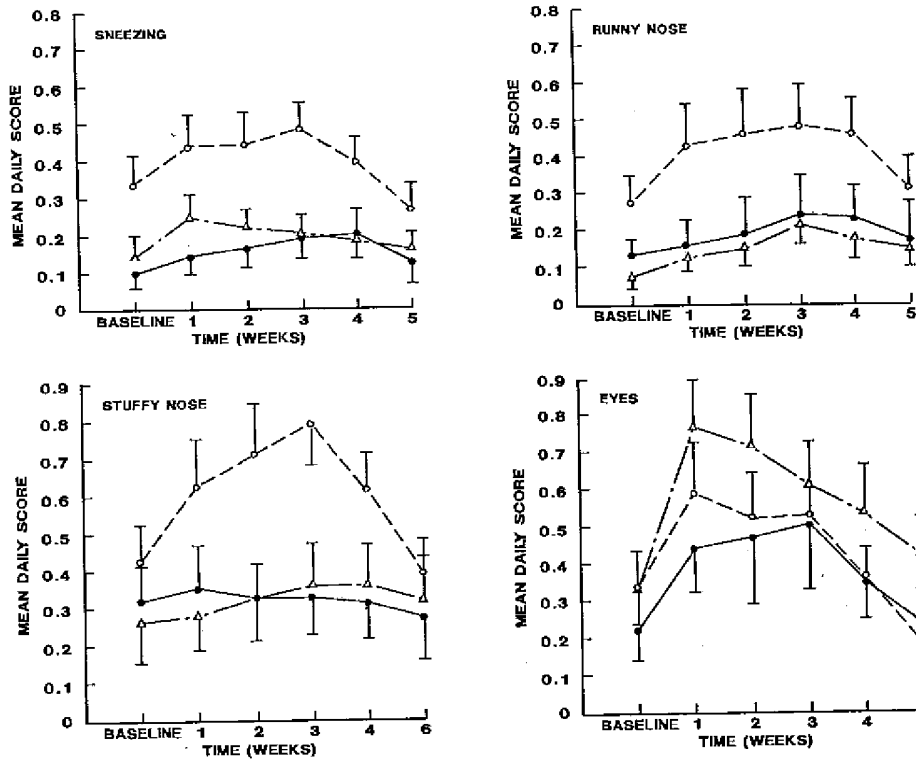 SNEEZING
MEAN DAILY SCORE
0.8
0.7
0.6
0.5
0.4
0.3
0.2
0.1
0
BASELINE 1 2 3 4 5
TIME (WEEKS)
RUNNY NOSE
MEAN DAILY SCORE
0.8
0.7
0.6
0.5
0.4
0.3
0.2
0.1
0
BASELINE 1 2 3 4 5
TIME (WEEKS)
STUFFY NOSE
MEAN DAILY SCORE
0.9
0.8
0.7
0.6
0.5
0.4
0.3
0.2
0.1
0
BASELINE 1 2 3 4 6
TIME (WEEKS)
EYES
MEAN DAILY SCORE
0.9
0.8
0.7
0.6
0.5
0.4
0.3
0.2
0.1
0
BASELINE 1 2 3 4
TIME (WEEKS)